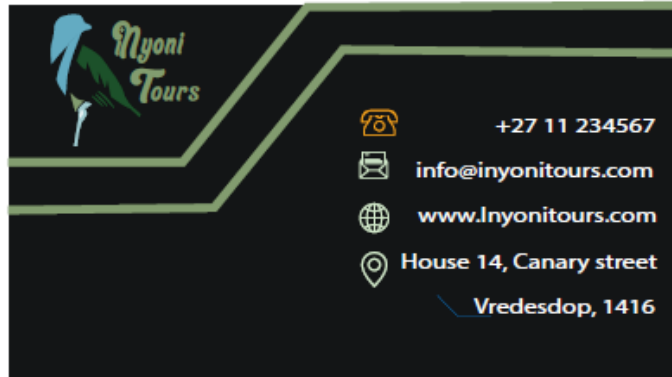 Nyoni
Tours
+27 11 234567
info@inyonitours.com
www.Inyonitours.com
House 14, Canary street
Vredesdop, 1416